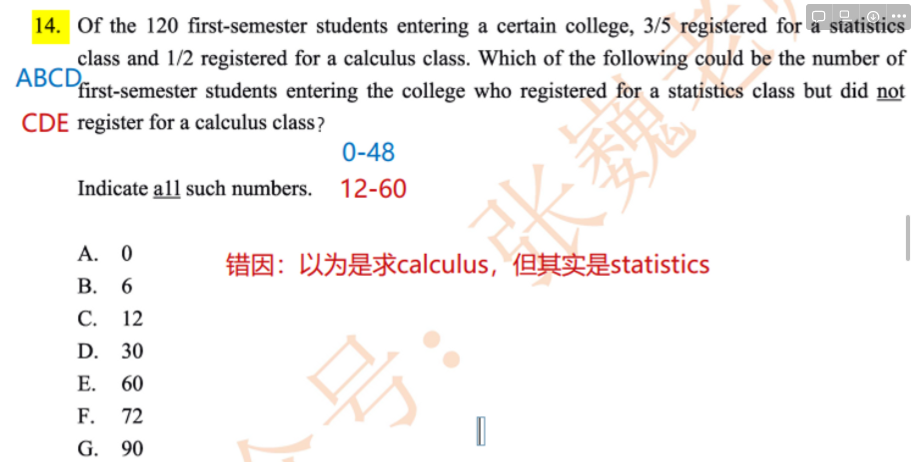 14. Of the 120 first-semester students entering a certain college, 3/5 registered for a statistics
class and 1/2 registered for a calculus class. Which of the following could be the number of
ABCD
first-semester students entering the college who registered for a statistics class but did not
CDE register for a calculus class?
0-48
Indicate all such numbers. 12-60
A. 0
错因：以为是求calculus，但其实是statistics
B. 6
C. 12
D. 30
E. 60
F. 72
G. 90
号：张巍老